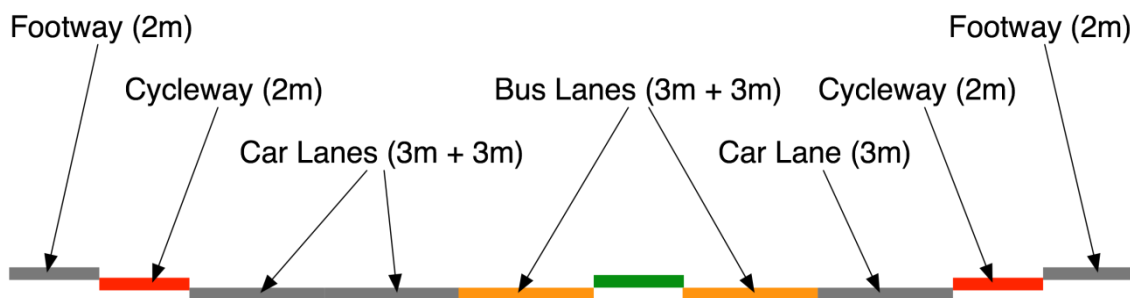 Footway (2m)
Footway (2m)
Cycleway (2m)
Bus Lanes (3m + 3m)
Cycleway (2m)
Car Lanes (3m + 3m)
Car Lane (3m)